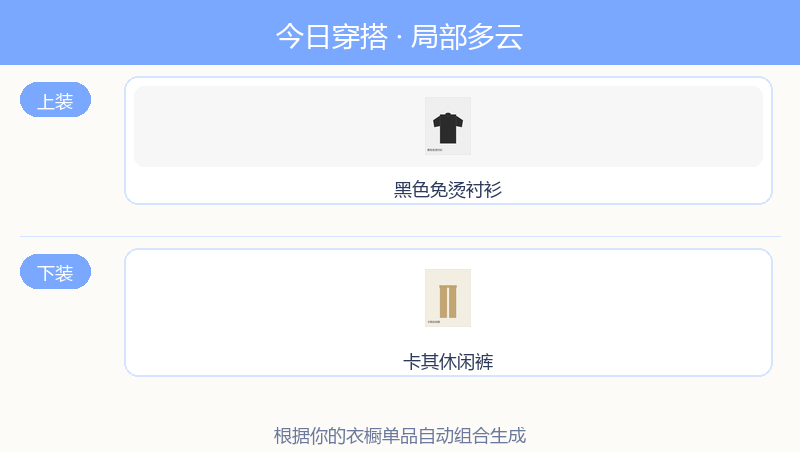 今日穿搭 · 局部多云
上装
黑色免烫衬衫
下装
卡其休闲裤
根据你的衣橱单品自动组合生成